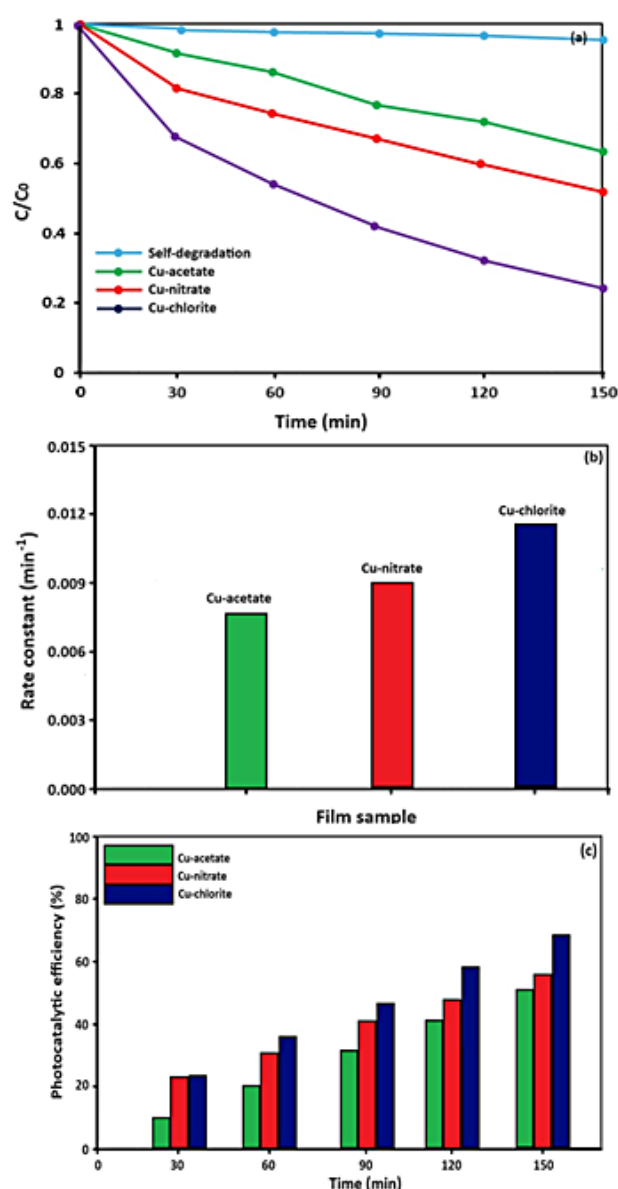 1
(a)
0.8
0.6
C/C0
0.4
0.2
0
Self-degradation
Cu-acetate
Cu-nitrate
Cu-chlorite
0 30 60 90 120 150
Time (min)
0.015
(b)
0.012
0.009
0.006
0.003
0.000
Rate constant (min-1)
Cu-acetate
Cu-nitrate
Cu-chlorite
Film sample
100
(c)
80
60
40
20
0
Photocatalytic efficiency (%)
Cu-acetate
Cu-nitrate
Cu-chlorite
0 30 60 90 120 150
Time (min)